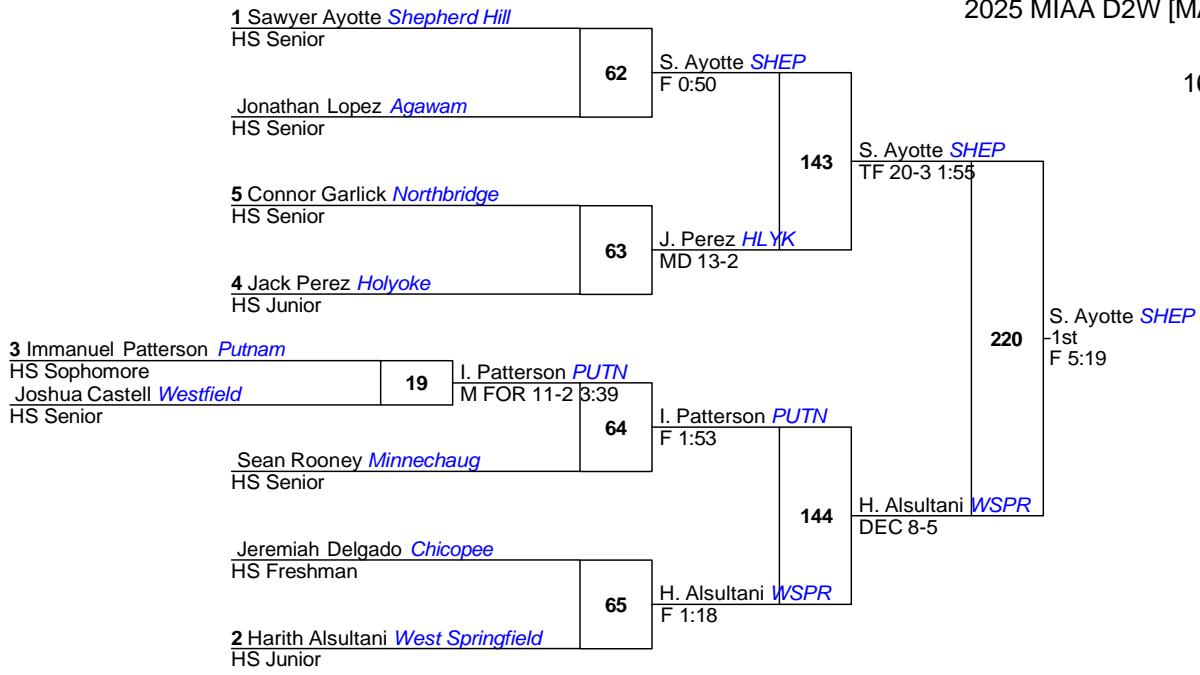 2025 MIAA D2W [MA
16
1 Sawyer Ayotte Shepherd Hill
HS Senior
62
S. Ayotte SHEP
F 0:50
Jonathan Lopez Agawam
HS Senior
143
S. Ayotte SHEP
TF 20-3 1:55
5 Connor Garlick Northbridge
HS Senior
63
J. Perez HLYK
MD 13-2
4 Jack Perez Holyoke
HS Junior
220
S. Ayotte SHEP
1st
F 5:19
3 Immanuel Patterson Putnam
HS Sophomore
19
I. Patterson PUTN
M FOR 11-2 3:39
Joshua Castell Westfield
HS Senior
64
I. Patterson PUTN
F 1:53
Sean Rooney Minnechaug
HS Senior
144
H. Alsultani WSPR
DEC 8-5
Jeremiah Delgado Chicopee
HS Freshman
65
H. Alsultani WSPR
F 1:18
2 Harith Alsultani West Springfield
HS Junior